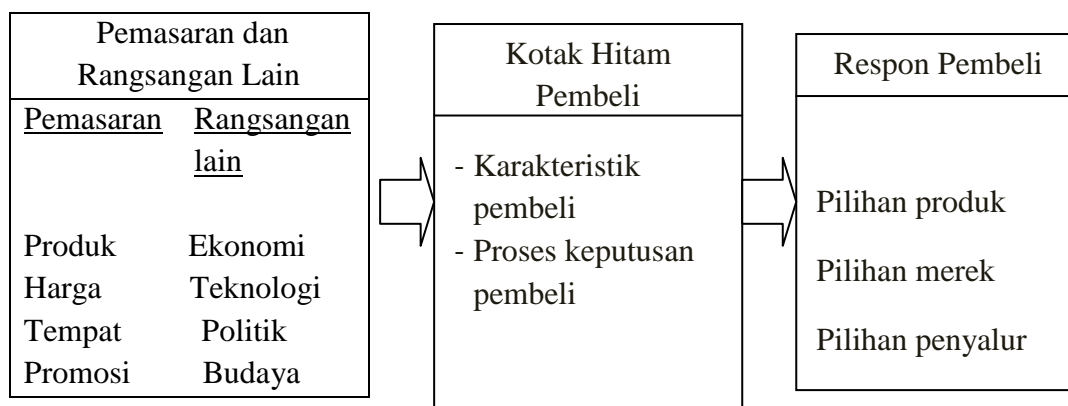 Pemasaran dan
Rangsangan Lain
Pemasaran Rangsangan
lain
Produk Ekonomi
Harga Teknologi
Tempat Politik
Promosi Budaya
Kotak Hitam
Pembeli
- Karakteristik
pembeli
- Proses keputusan
pembeli
Respon Pembeli
Pilihan produk
Pilihan merek
Pilihan penyalur